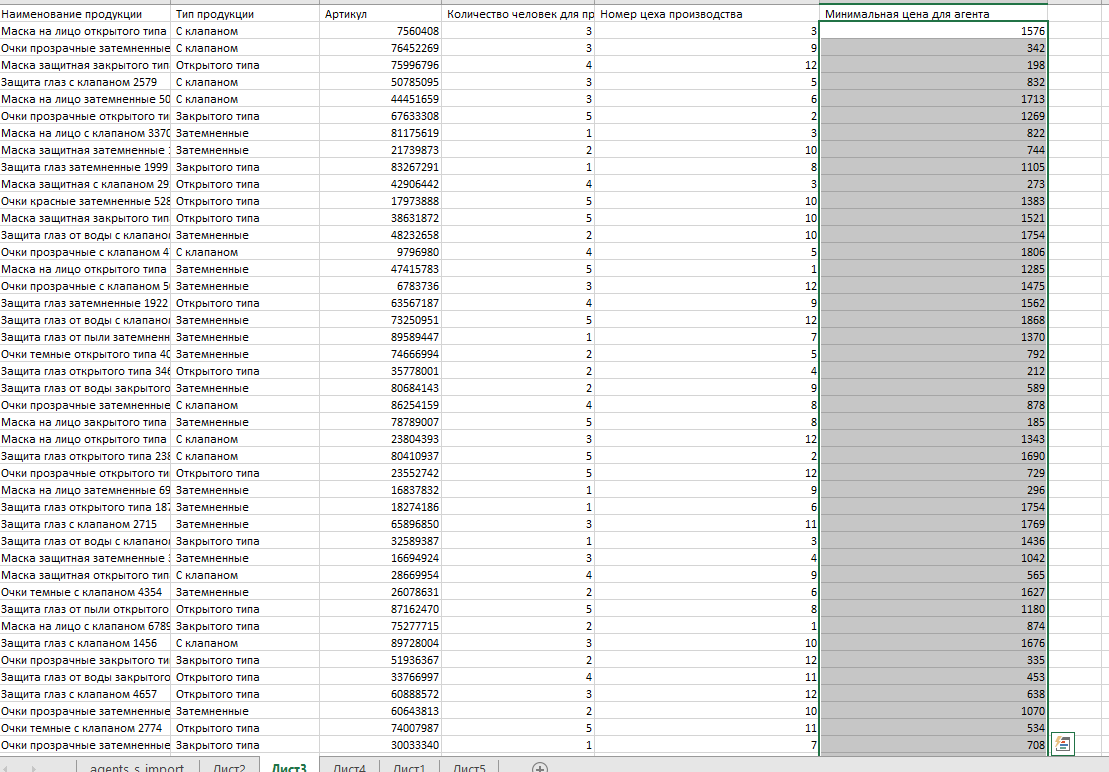 Наименование продукции Тип продукции Артикул Количество человек для пр Номер цеха производства Минимальная цена для агента
Маска на лицо открытого типа С клапаном 7560408 3 3 1576
Очки прозрачные затемненные С клапаном 76452269 3 9 342
Маска защитная закрытого тип Открытого типа 75996796 4 12 198
Защита глаз с клапаном 2579 С клапаном 50785095 3 5 832
Маска на лицо затемненные 50 С клапаном 44451659 3 6 1713
Очки прозрачные открытого ти Закрытого типа 67633308 5 2 1269
Маска на лицо с клапаном 3370 Затемненные 81175619 1 3 822
Маска защитная затемненные Затемненные 21739873 2 10 744
Защита глаз затемненные 1999 Закрытого типа 83267291 1 8 1105
Маска защитная с клапаном 29 Открытого типа 42906442 4 3 273
Очки красные затемненные 528 Открытого типа 17973888 5 10 1383
Маска защитная закрытого тип Открытого типа 38631872 5 10 1521
Защита глаз от воды с клапано Затемненные 48232658 2 10 1754
Очки прозрачные с клапаном 4 С клапаном 9796980 4 5 1806
Маска на лицо открытого типа Затемненные 47415783 5 1 1285
Очки прозрачные с клапаном 5 Затемненные 6783736 3 12 1475
Защита глаз затемненные 1922 Открытого типа 63567187 4 9 1562
Защита глаз от воды с клапано Затемненные 73250951 5 12 1868
Защита глаз от пыли затемненн Затемненные 89589447 1 7 1370
Очки темные открытого типа 40 Затемненные 74666994 2 5 792
Защита глаз открытого типа 346 Открытого типа 35778001 2 4 212
Защита глаз от воды закрытого Затемненные 80684143 2 9 589
Очки прозрачные затемненные С клапаном 86254159 4 8 878
Маска на лицо закрытого типа Затемненные 78789007 5 8 185
Маска на лицо открытого типа С клапаном 23804393 3 12 1343
Защита глаз открытого типа 238 С клапаном 80410937 5 2 1690
Очки прозрачные открытого ти Открытого типа 23552742 5 12 729
Маска на лицо затемненные 69 Затемненные 16837832 1 9 296
Защита глаз открытого типа 187 Затемненные 18274186 1 6 1754
Защита глаз с клапаном 2715 Затемненные 65896850 3 11 1769
Защита глаз от воды с клапано Закрытого типа 32589387 1 3 1436
Маска защитная затемненные Затемненные 16694924 3 4 1042
Маска защитная открытого тип С клапаном 28669954 4 9 565
Очки темные с клапаном 4354 Затемненные 26078631 2 6 1627
Защита глаз от пыли открытого Открытого типа 87162470 5 8 1180
Маска на лицо с клапаном 6789 Закрытого типа 75277715 2 1 874
Защита глаз с клапаном 1456 С клапаном 89728004 3 10 1676
Очки прозрачные закрытого ти Закрытого типа 51936367 2 12 335
Защита глаз от воды закрытого Открытого типа 33766997 4 11 453
Защита глаз с клапаном 4657 Открытого типа 60888572 3 12 638
Очки прозрачные затемненные Затемненные 60643813 2 10 1070
Очки темные с клапаном 2774 Открытого типа 74007987 5 11 534
Очки прозрачные затемненные Закрытого типа 30033340 1 7 708
agents_s_import Лист2 Лист3 Лист4 Лист1 Лист5